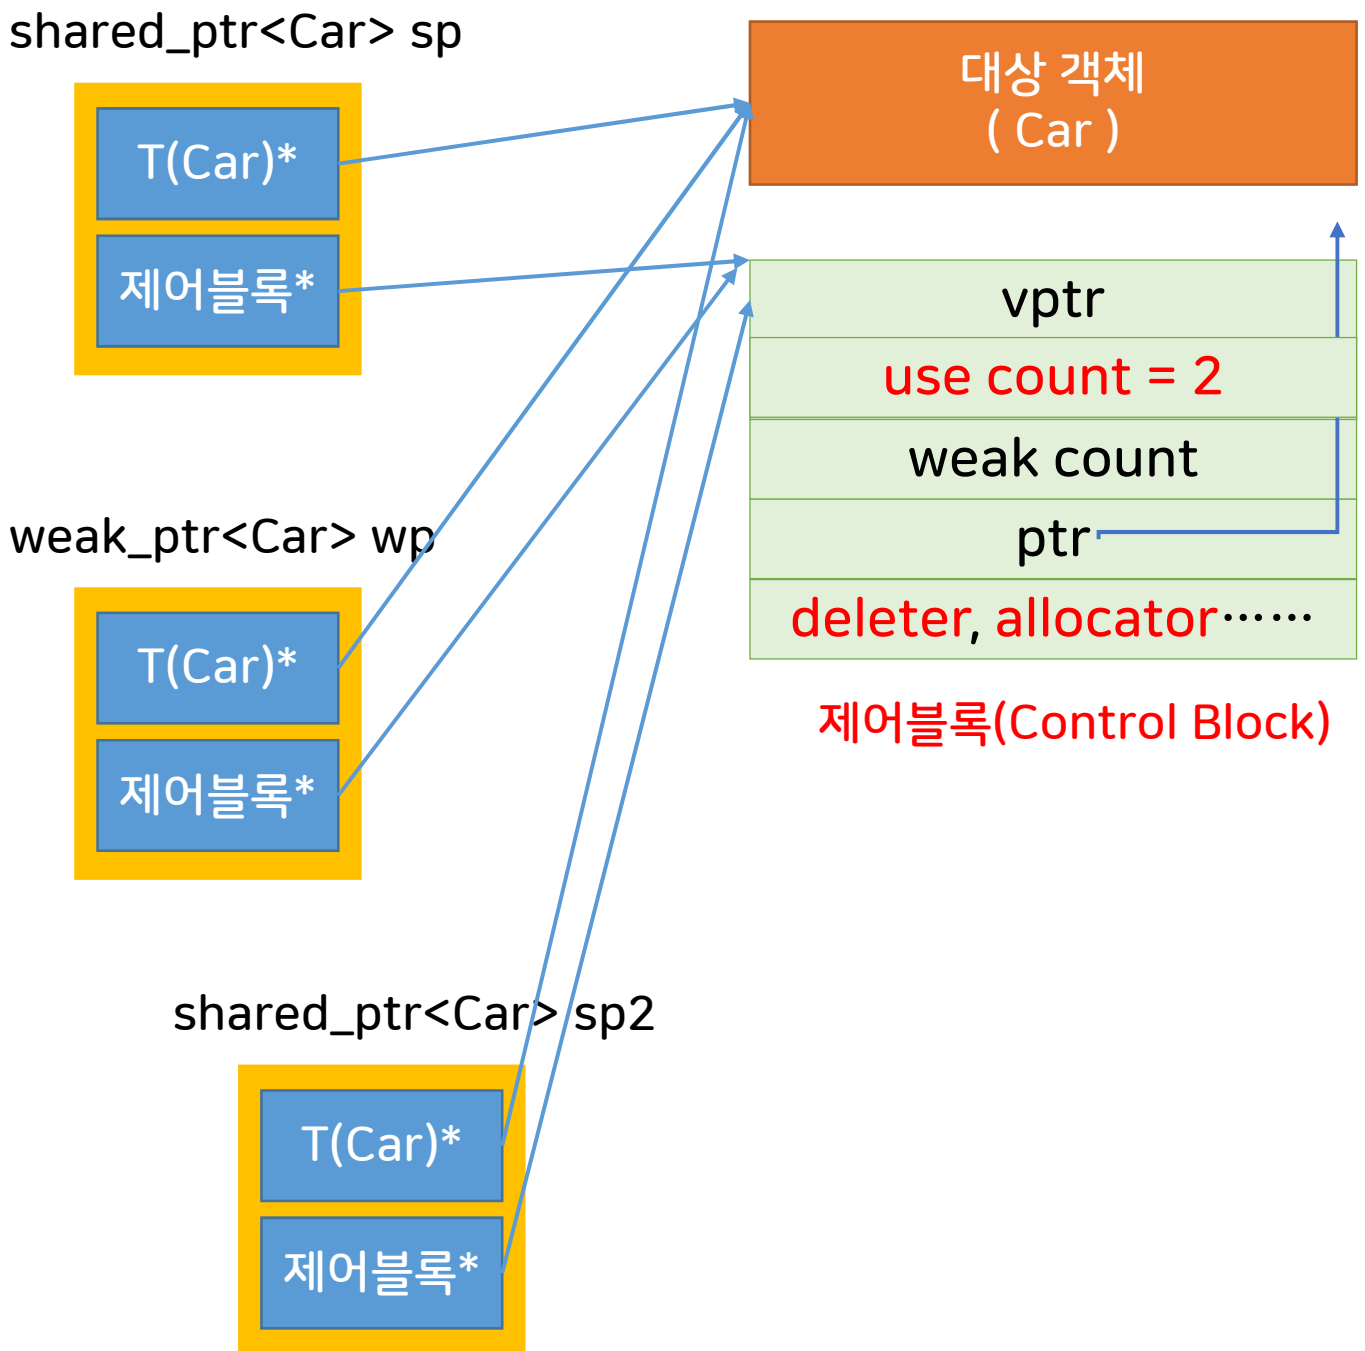 shared_ptr<Car> sp
T(Car)*
제어블록*
대상 객체
( Car )
vptr
use count = 2
weak count
ptr
deleter, allocator……
제어블록(Control Block)
weak_ptr<Car> wp
T(Car)*
제어블록*
shared_ptr<Car> sp2
T(Car)*
제어블록*